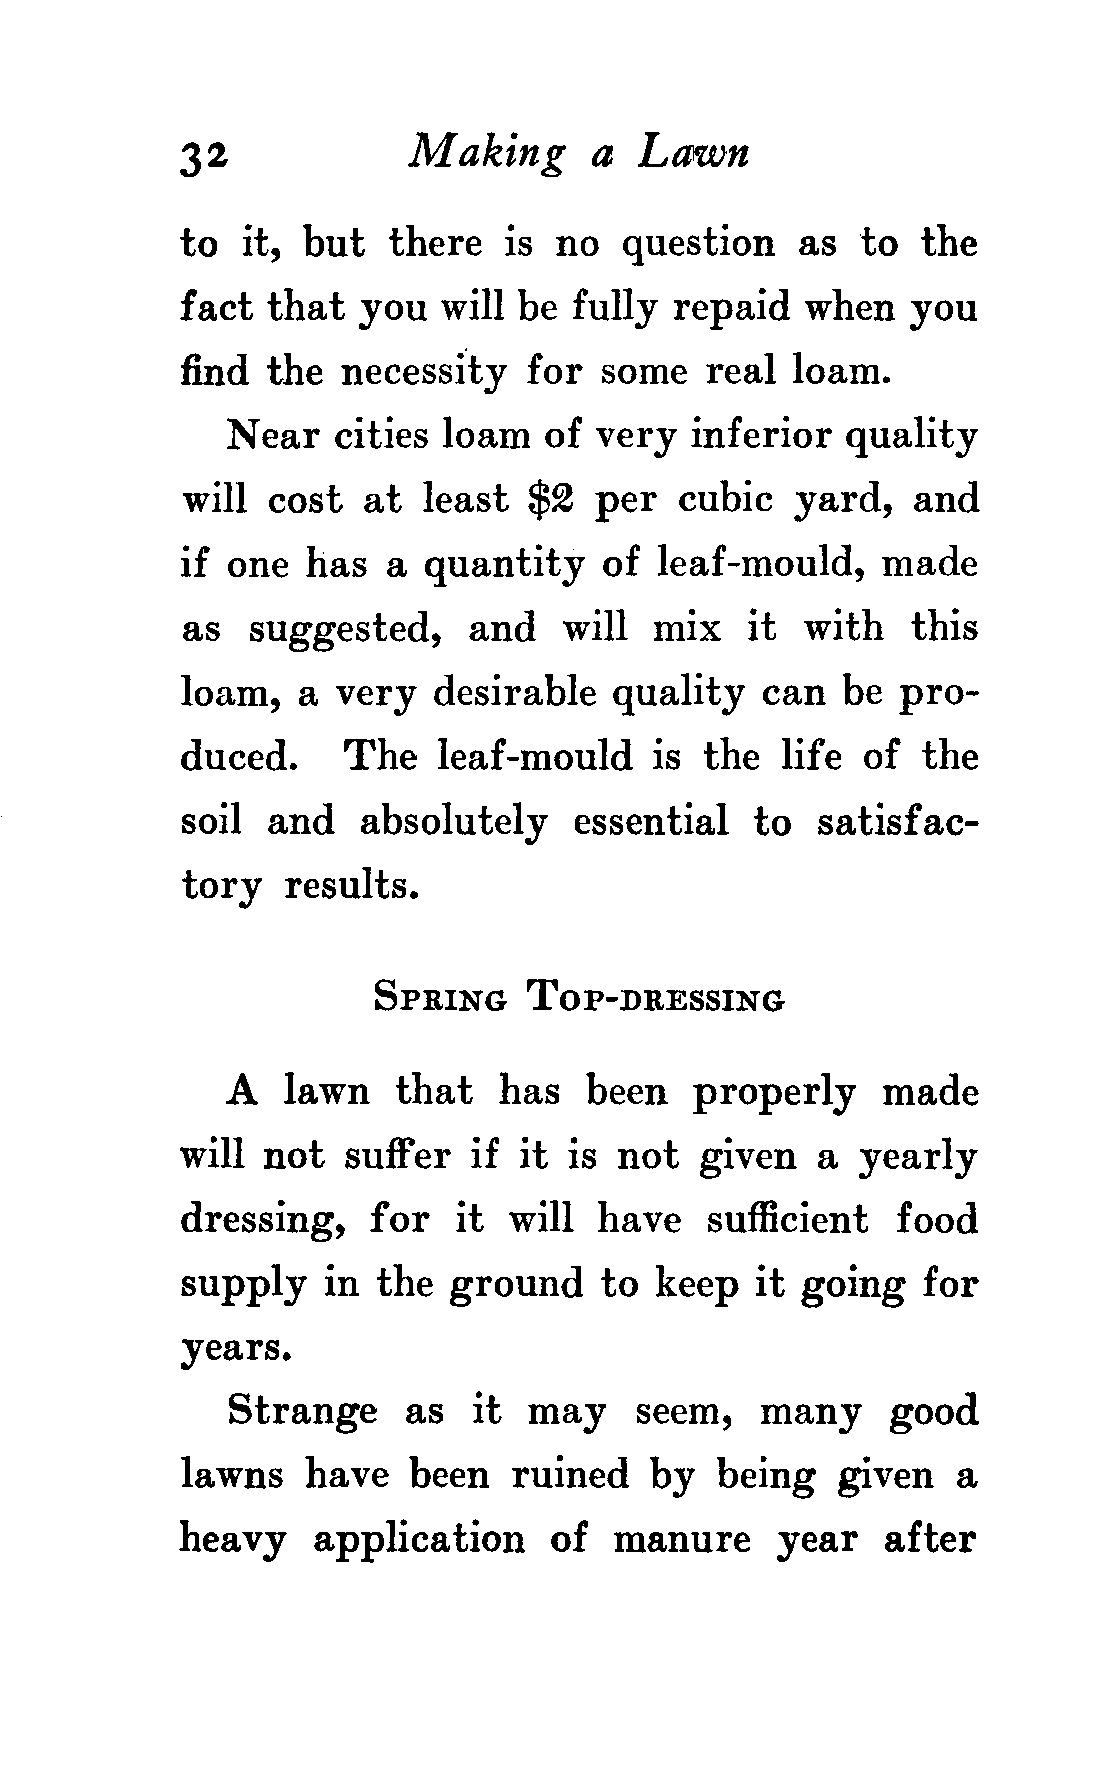 32 Making a Lawn
to it, but there is no question as to the
fact that you will be fully repaid when you
find the necessity for some real loam.
Near cities loam of very inferior quality
will cost at least $2 per cubic yard, and
if one has a quantity of leaf-mould, made
as suggested, and will mix it with this
loam, a very desirable quality can be pro-
duced. The leaf-mould is the life of the
soil and absolutely essential to satisfac-
tory results.
Spring Top-dressing
A lawn that has been properly made
will not suffer if it is not given a yearly
dressing, for it will have sufficient food
supply in the ground to keep it going for
years.
Strange as it may seem, many good
lawns have been ruined by being given a
heavy application of manure year after